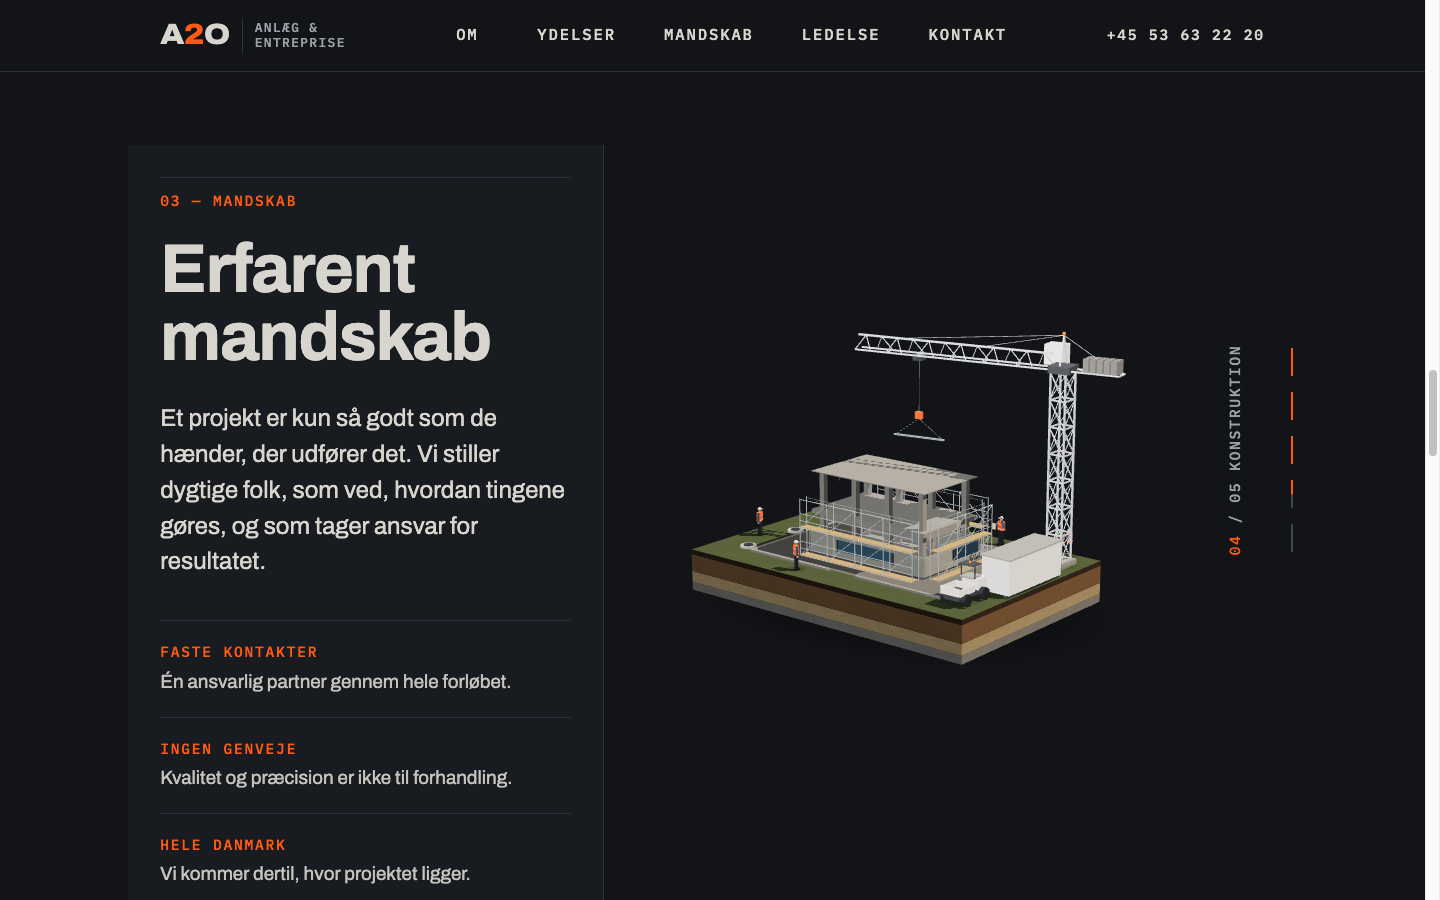 A2O
ANLÆG &
ENTREPRISE
OM
YDELSER
MANDSKAB
LEDELSE
KONTAKT
+45 53 63 22 20
03 — MANDSKAB
Erfarent
mandskab
Et projekt er kun så godt som de
hænder, der udfører det. Vi stiller
dygtige folk, som ved, hvordan tingene
gøres, og som tager ansvar for
resultatet.
FASTE KONTAKTER
Én ansvarlig partner gennem hele forløbet.
INGEN GENVEJE
Kvalitet og præcision er ikke til forhandling.
HELE DANMARK
Vi kommer dertil, hvor projektet ligger.
04 / 05 KONSTRUKTION